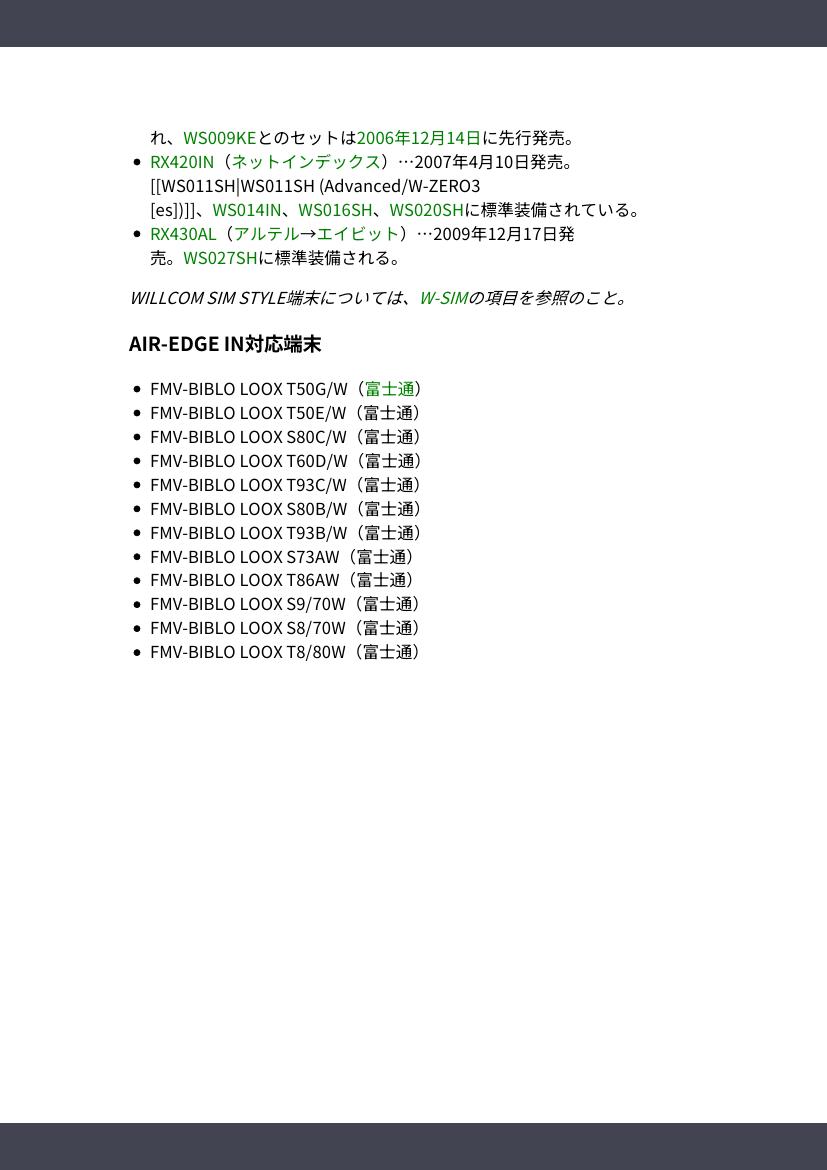 れ、WS009KEとのセットは2006年12月14日に先行発売。
RX420IN（ネットインデックス）…2007年4月10日発売。
[[WS011SH|WS011SH (Advanced/W-ZERO3
[es])]]、WS014IN、WS016SH、WS020SHに標準装備されている。
RX430AL（アルテル→エイビット）…2009年12月17日発
売。WS027SHに標準装備される。
WILLCOM SIM STYLE端末については、W-SIMの項目を参照のこと。
AIR-EDGE IN対応端末
FMV-BIBLO LOOX T50G/W（富士通）
FMV-BIBLO LOOX T50E/W（富士通）
FMV-BIBLO LOOX S80C/W（富士通）
FMV-BIBLO LOOX T60D/W（富士通）
FMV-BIBLO LOOX T93C/W（富士通）
FMV-BIBLO LOOX S80B/W（富士通）
FMV-BIBLO LOOX T93B/W（富士通）
FMV-BIBLO LOOX S73AW（富士通）
FMV-BIBLO LOOX T86AW（富士通）
FMV-BIBLO LOOX S9/70W（富士通）
FMV-BIBLO LOOX S8/70W（富士通）
FMV-BIBLO LOOX T8/80W（富士通）